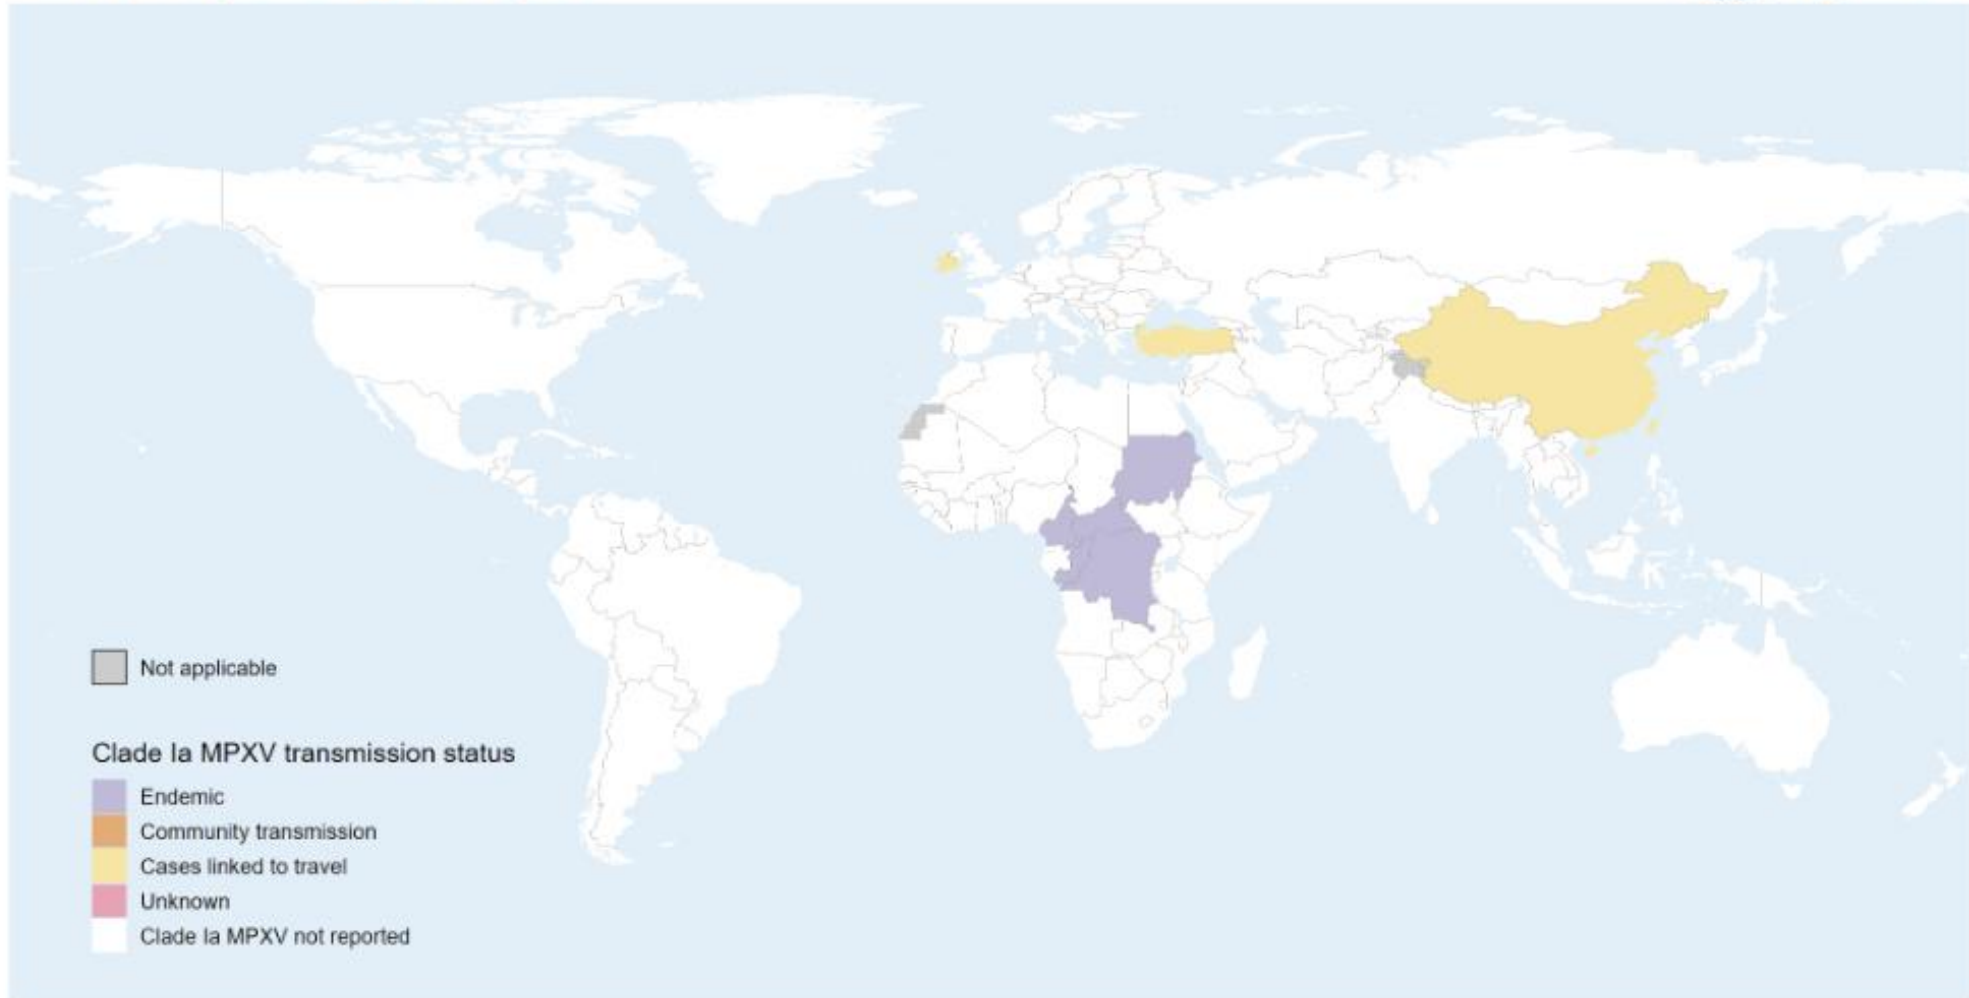 Not applicable
Clade Ia MPXV transmission status
Endemic
Community transmission
Cases linked to travel
Unknown
Clade Ia MPXV not reported